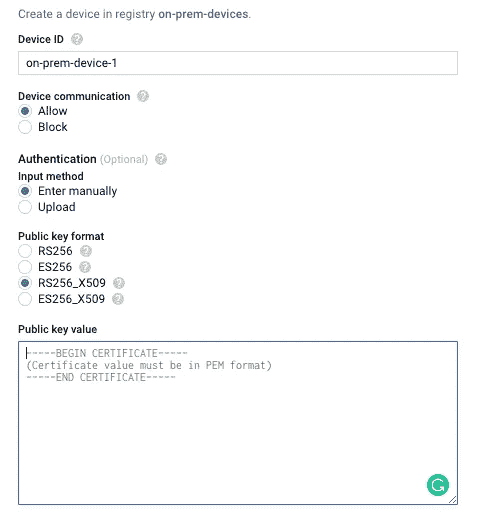 Create a device in registry on-prem-devices.
Device ID ?
on-prem-device-1
Device communication ?
Allow
Block
Authentication (Optional) ?
Input method
Enter manually
Upload
Public key format
RS256 ?
ES256 ?
RS256_X509 ?
ES256_X509 ?
Public key value
-----BEGIN CERTIFICATE-----
(Certificate value must be in PEM format)
-----END CERTIFICATE-----